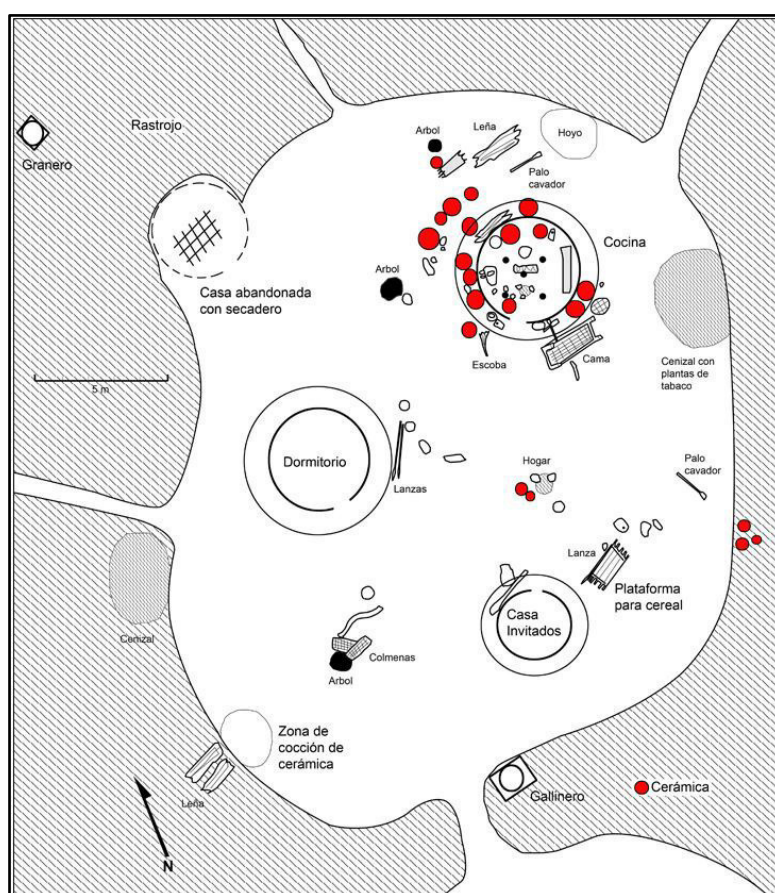 Arbol
Leña
Hoyo
Rastrojo
Granero
Palo
cavador
Cocina
Arbol
Casa abandonada
con secadero
5 m
Escoba
Cama
Cenizal con
plantas de
tabaco
Dormitorio
Lanzas
Hogar
Palo
cavador
Lanza
Plataforma
para cereal
Casa
Invitados
Cenizal
Colmenas
Arbol
Zona de
cocción de
cerámica
Leña
Gallinero
Cerámica
N